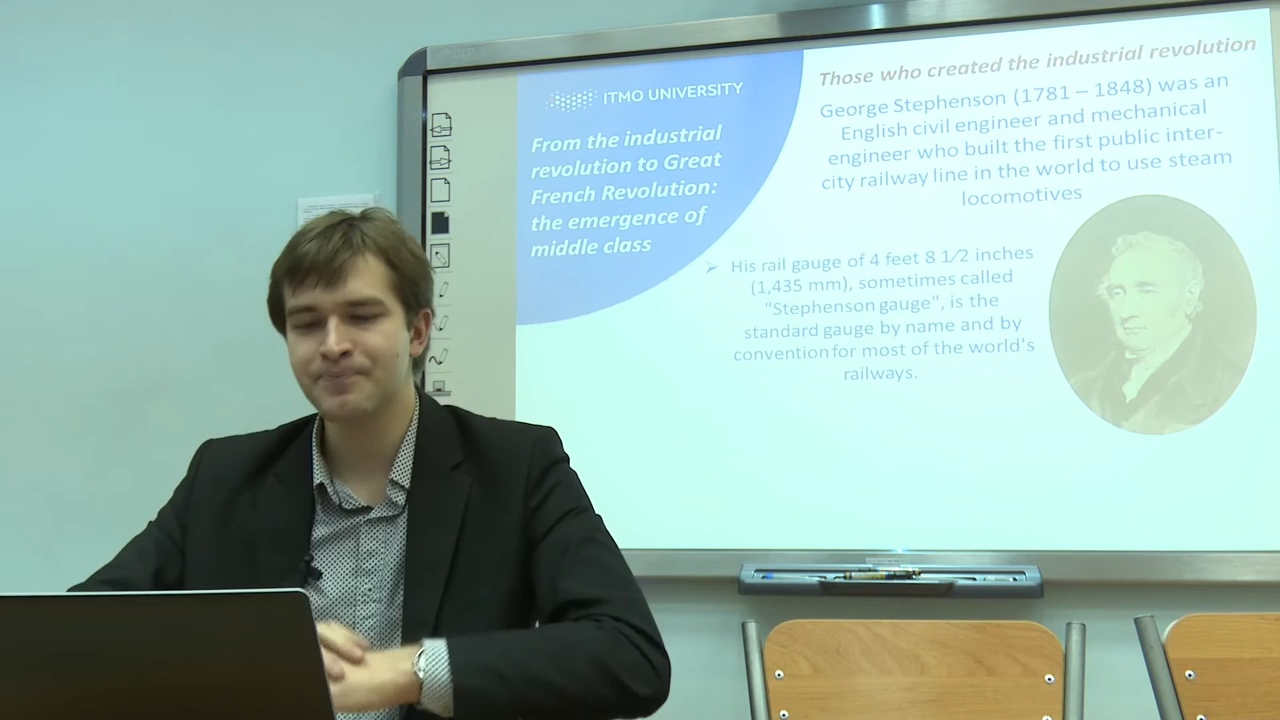 ITMO UNIVERSITY
From the industrial
revolution to Great
French Revolution:
the emergence of
middle class
Those who created the industrial revolution
George Stephenson (1781 – 1848) was an
English civil engineer and mechanical
engineer who built the first public inter-
city railway line in the world to use steam
locomotives
➢ His rail gauge of 4 feet 8 1⁄2 inches
(1,435 mm), sometimes called
"Stephenson gauge", is the
standard gauge by name and by
convention for most of the world's
railways.